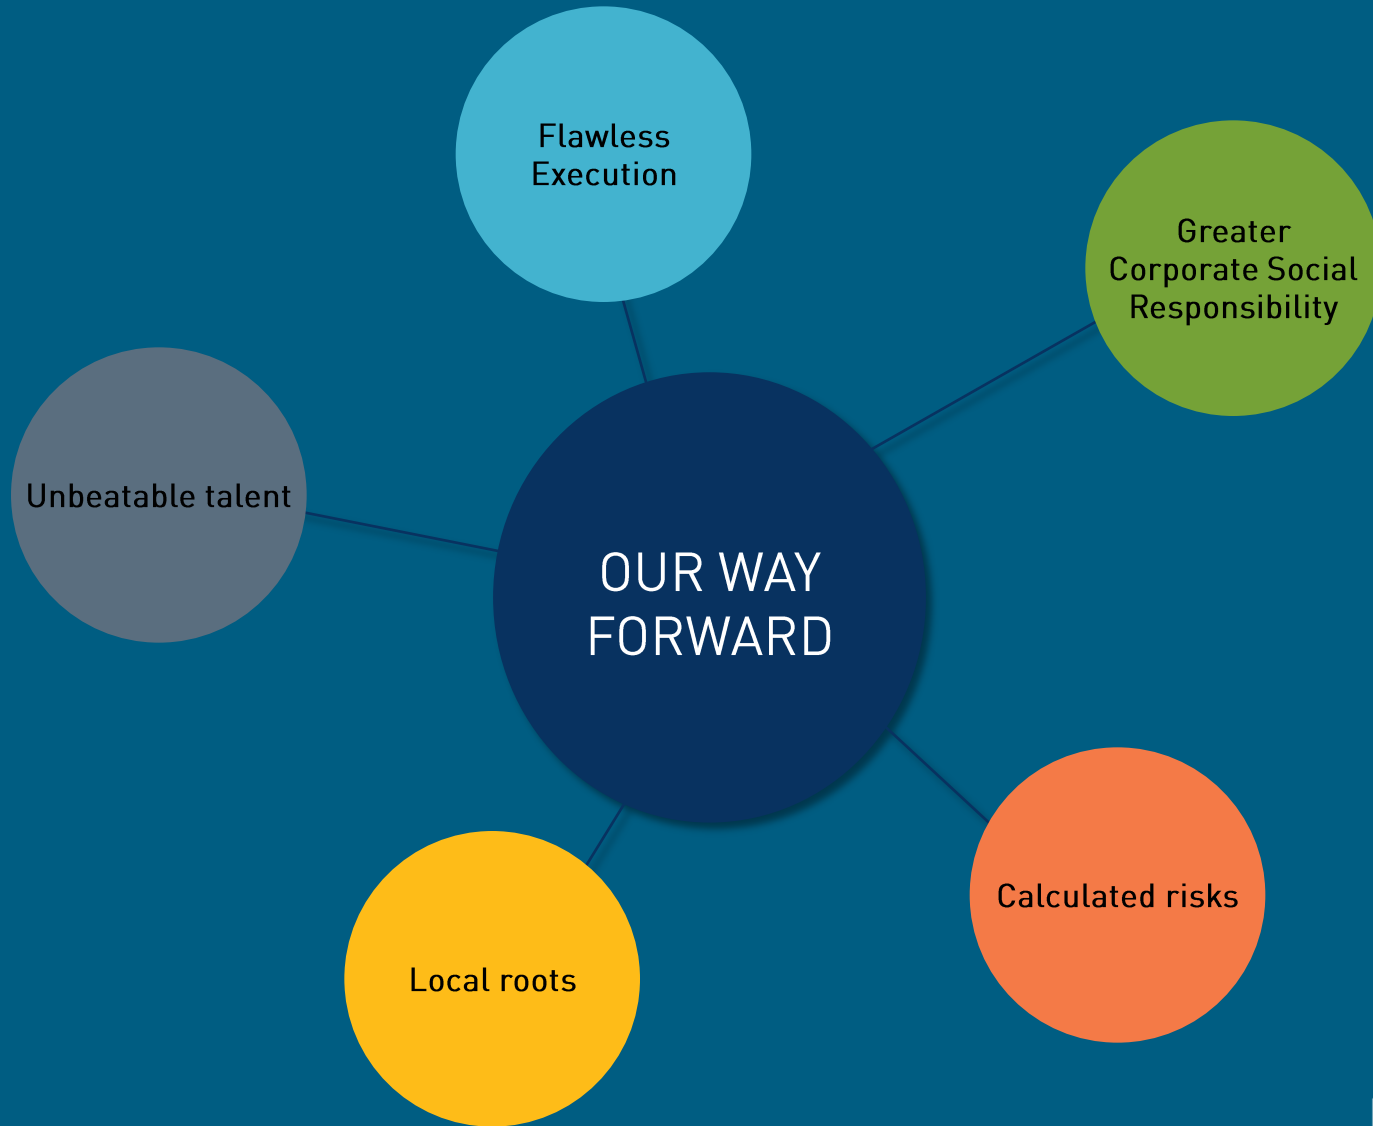 Flawless
Execution
Greater
Corporate Social
Responsibility
Unbeatable talent
OUR WAY
FORWARD
Calculated risks
Local roots